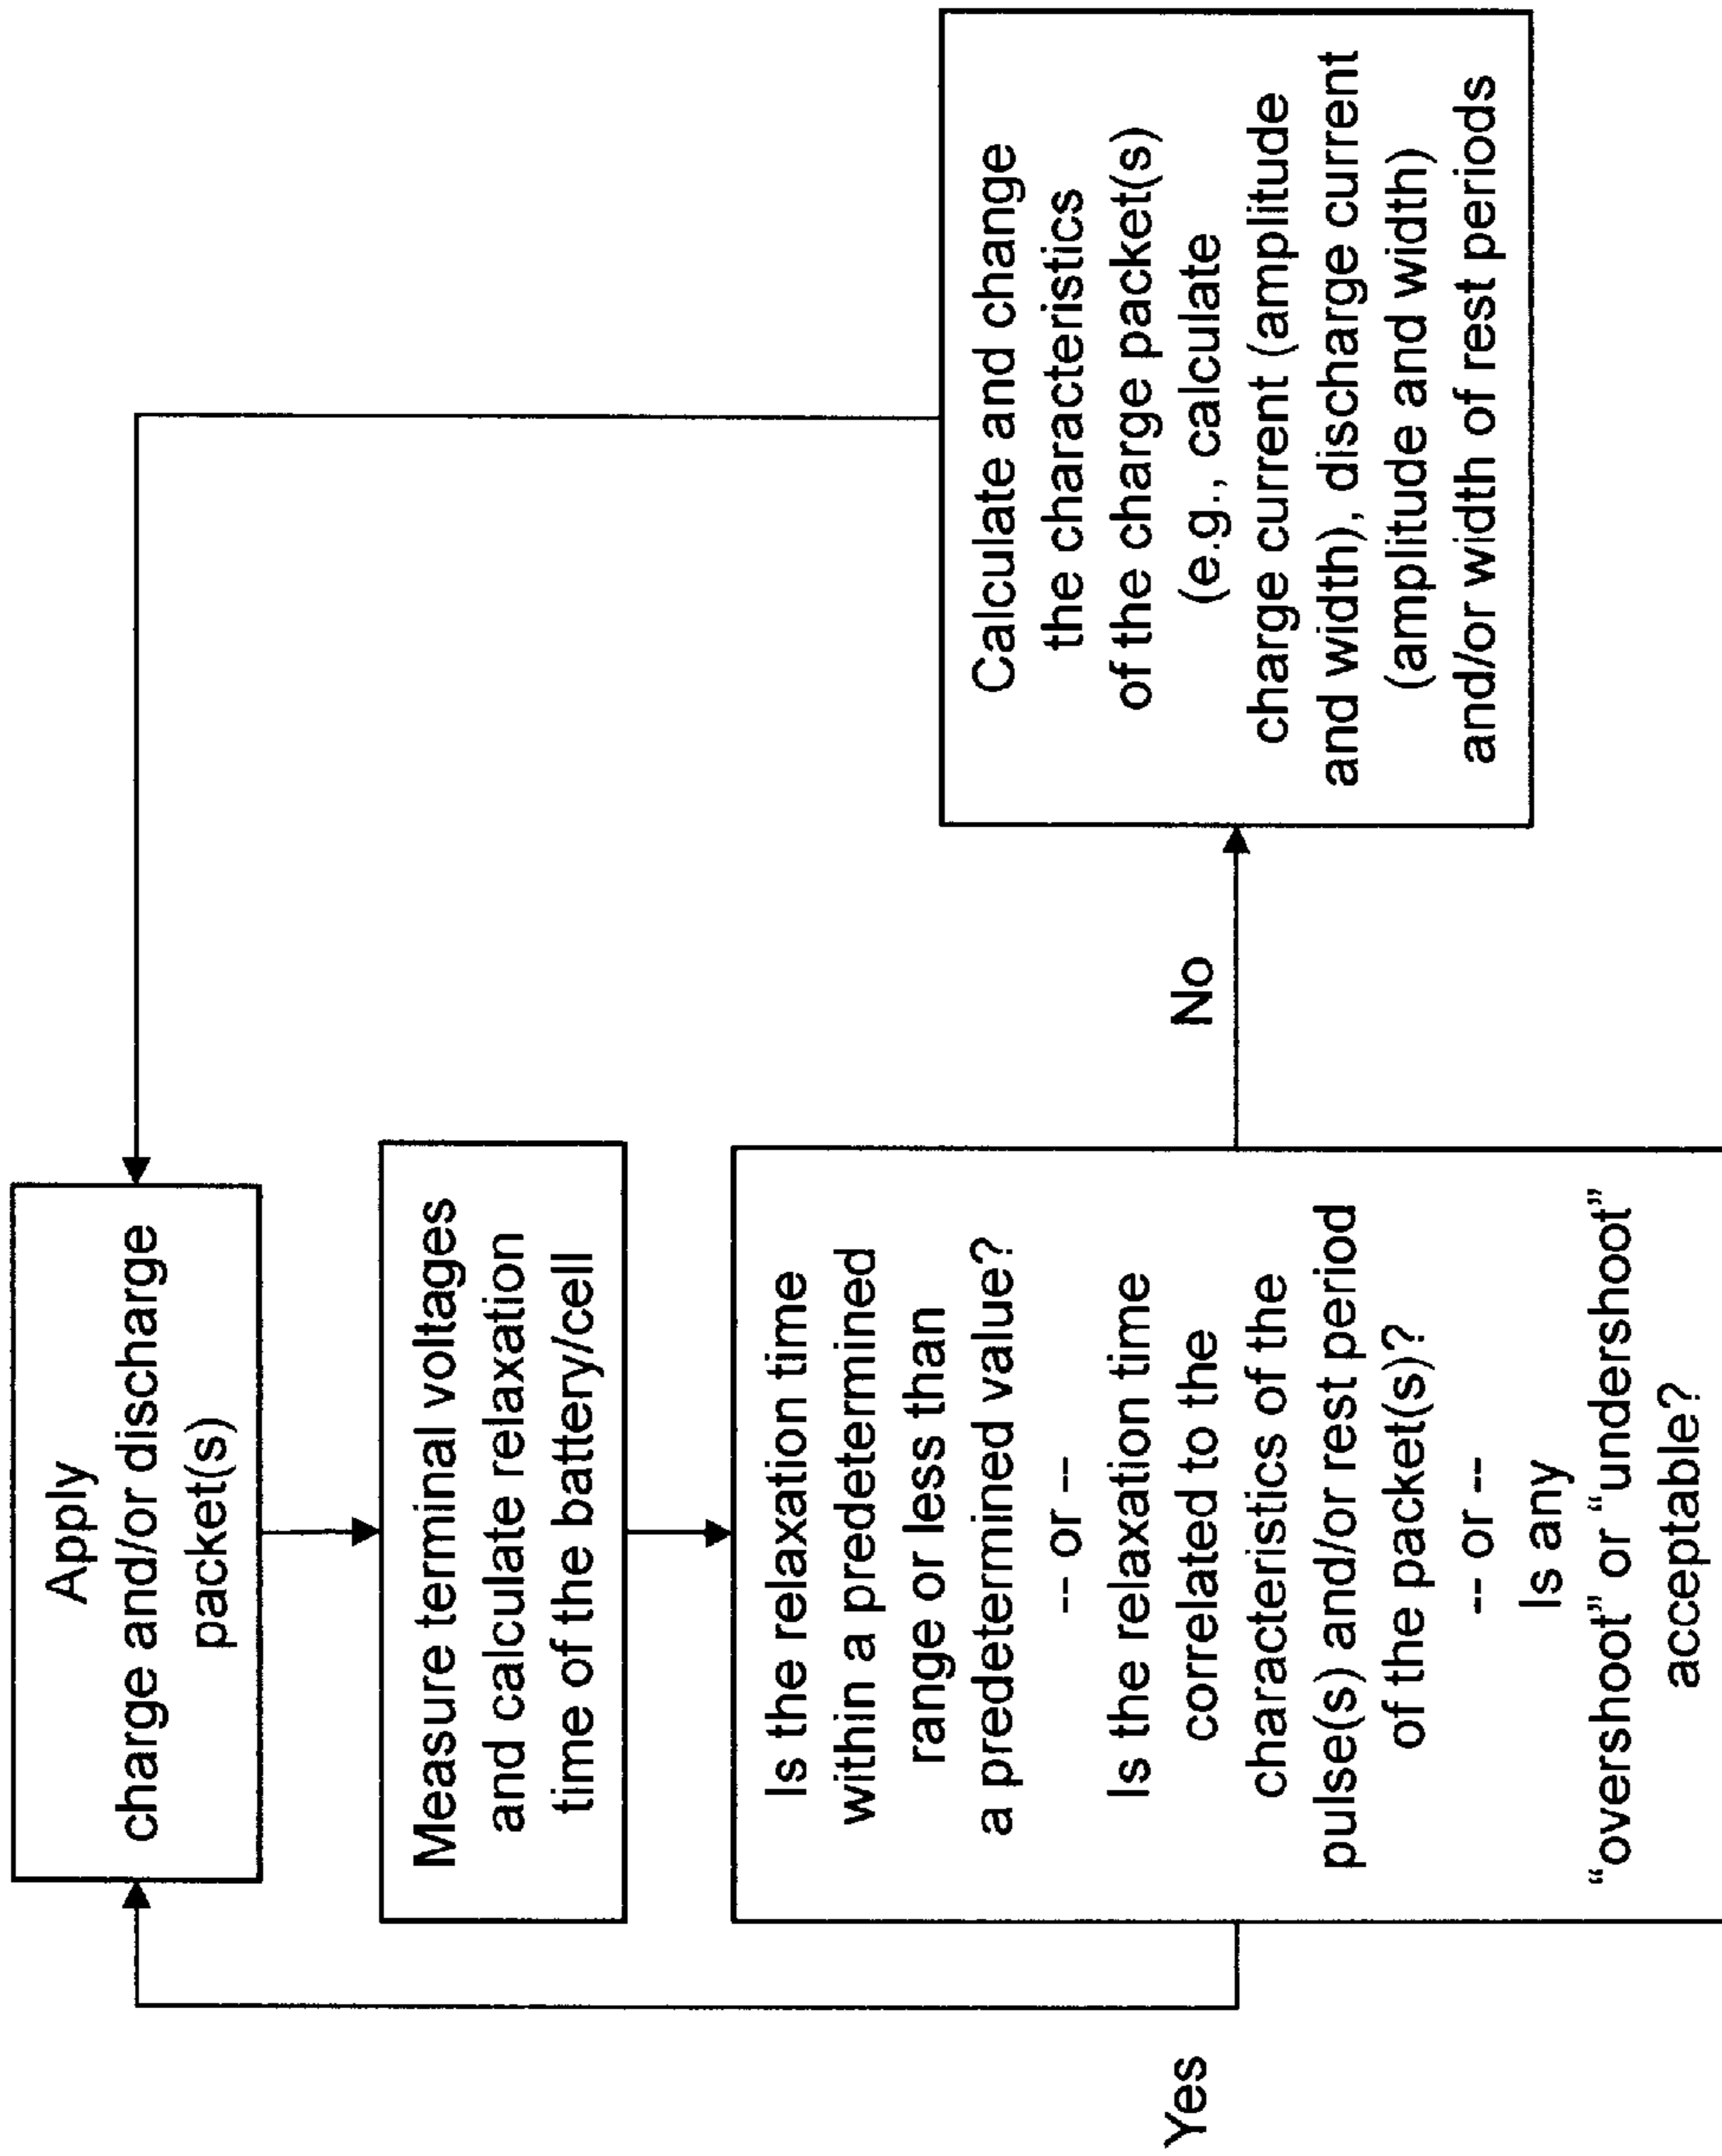 Apply
charge and/or discharge
packet(s)
Measure terminal voltages
and calculate relaxation
time of the battery/cell
Is the relaxation time
within a predetermined
range or less than
a predetermined value?
-- or --
Is the relaxation time
correlated to the
characteristics of the
pulse(s) and/or rest period
of the packet(s)?
-- or --
Is any
“overshoot” or “undershoot”
acceptable?
Yes
No
Calculate and change
the characteristics
of the charge packet(s)
(e.g., calculate
charge current (amplitude
and width), discharge current
(amplitude and width)
and/or width of rest periods